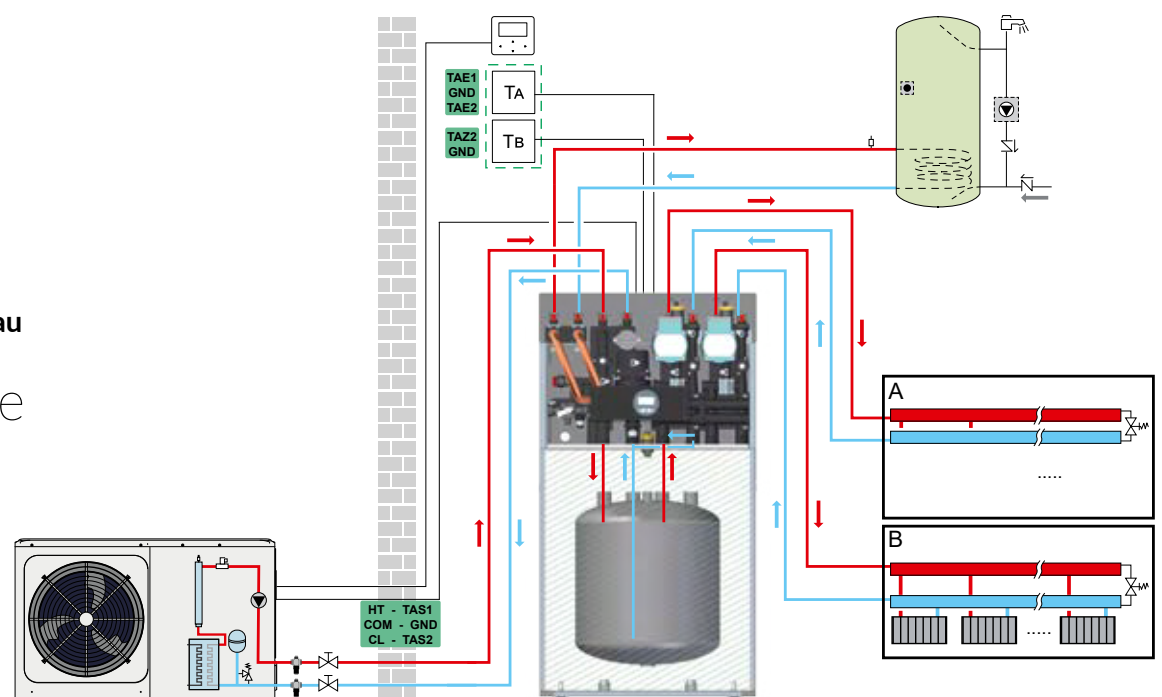 TAE1
GND
TAE2
TA
TAZ2
GND
TB
au
e
A
.....
B
.....
HT - TAS1
COM - GND
CL - TAS2